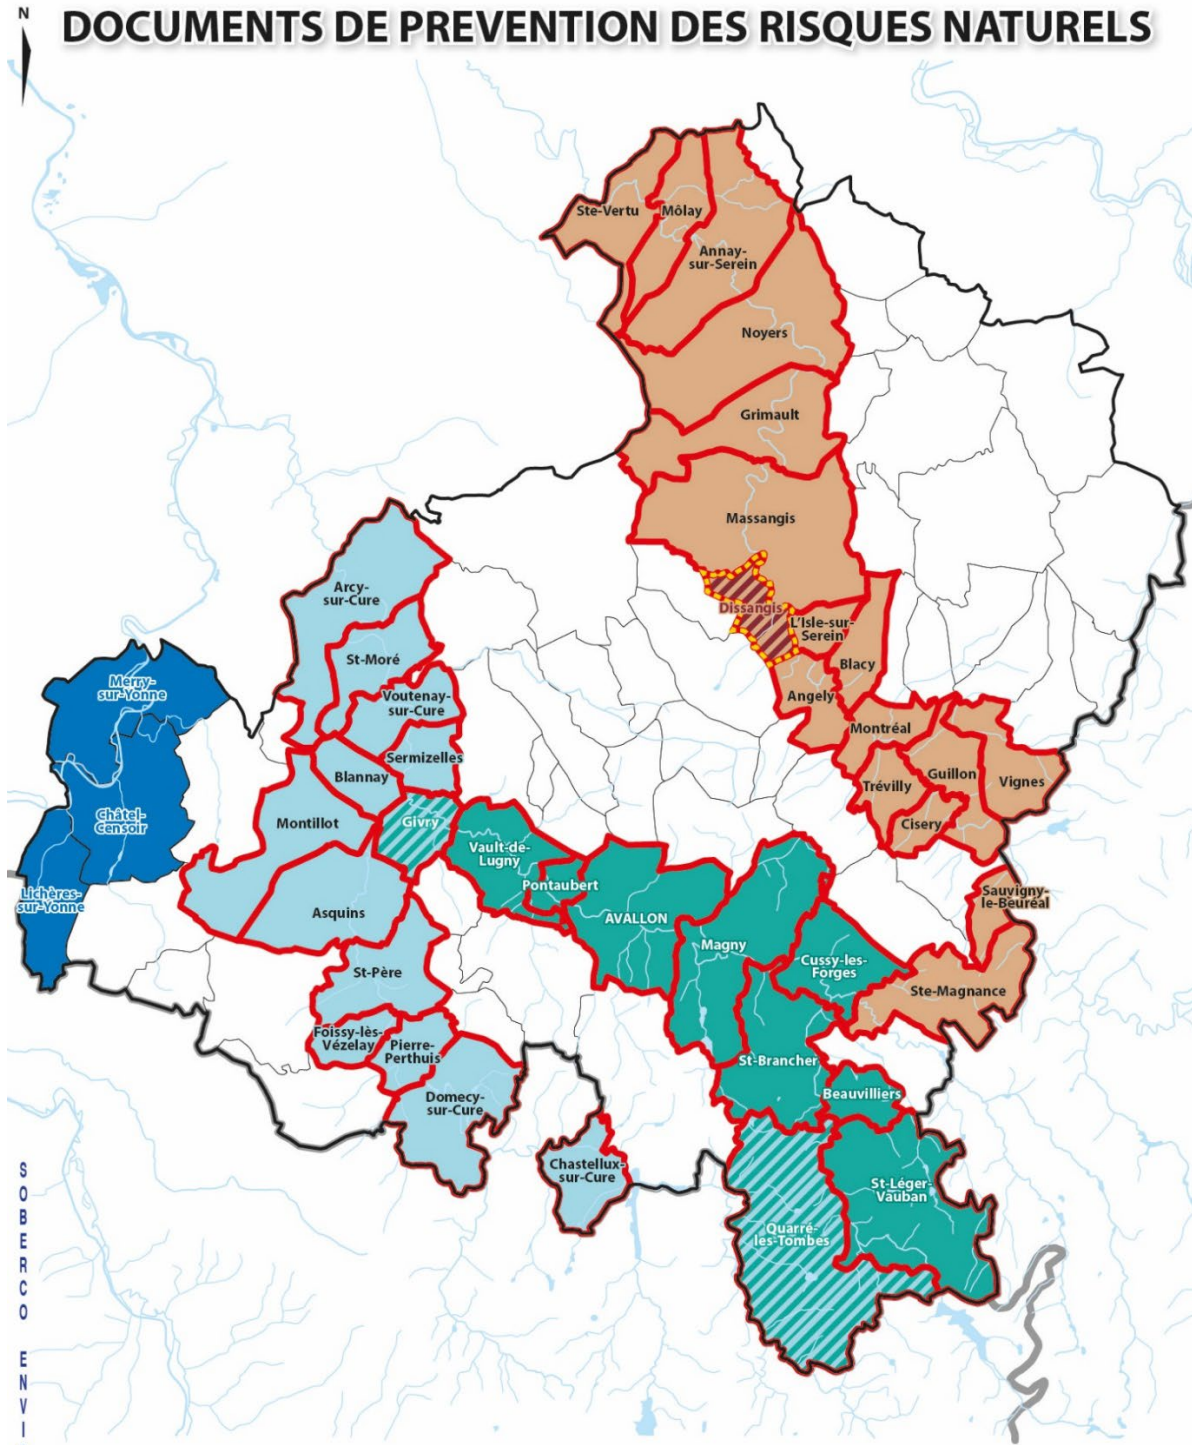 N
DOCUMENTS DE PREVENTION DES RISQUES NATURELS
Ste-Vertu
Môlay
Annay-
sur-Serein
Noyers
Grimault
Massangis
Dissangis
L'Isle-sur-
Serein
Blacy
Angely
Montréal
Guillon
Vignes
Trévilly
Cisery
Sauvigny-
le-Beuréal
Ste-Magnance
Arcy-
sur-Cure
St-Moré
Voutenay-
sur-Cure
Sermizelles
Blannay
Givry
Montillot
Asquins
St-Père
Foissy-lès-
Vézelay
Pierre-
Perthuis
Domecy-
sur-Cure
Chastellux-
sur-Cure
Merry-
sur-Yonne
Châtel-
Censoir
Lichères-
sur-Yonne
Vault-de-
Lugny
Pontaubert
AVALLON
Magny
Cussy-les-
Forges
St-Brancher
Beauvilliers
St-Léger-
Vauban
Quarré-
les-Tombes
SOBERCO ENVI